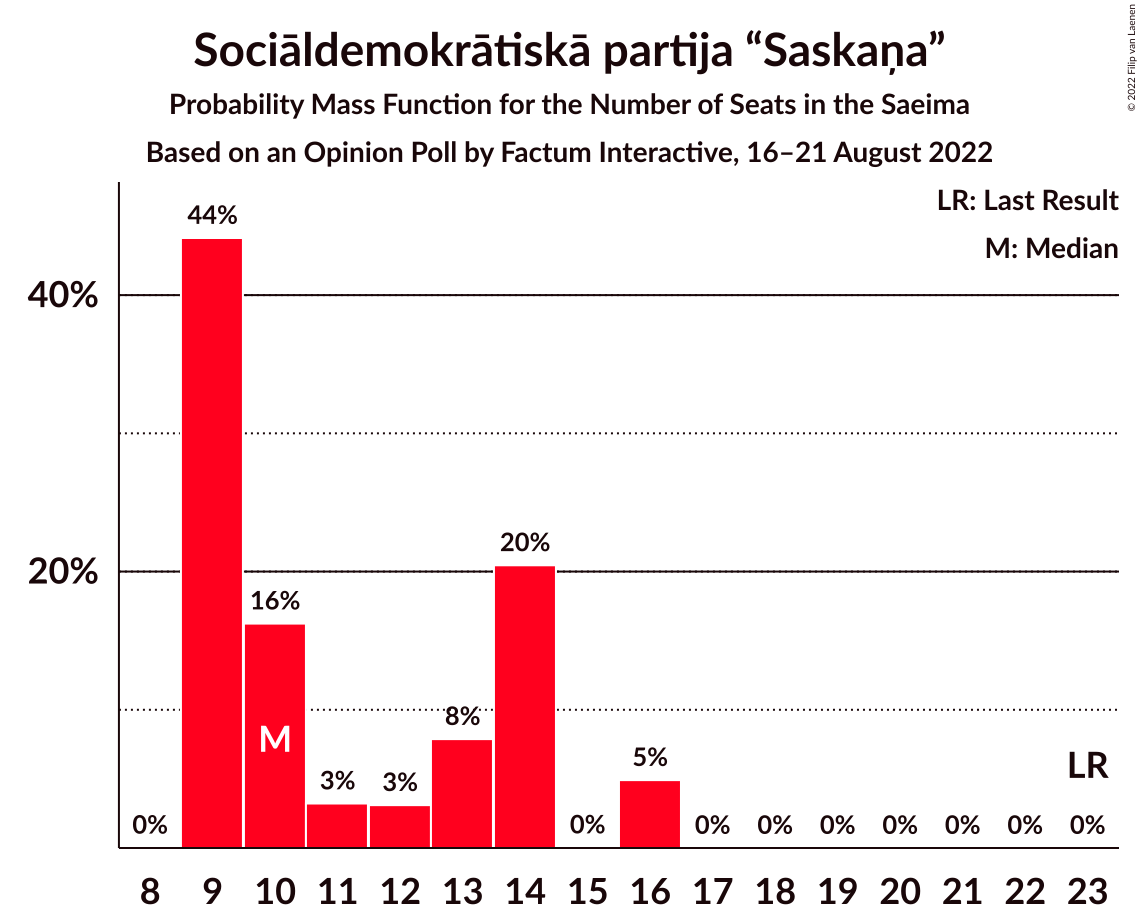 Sociāldemokrātiskā partija “Saskaņa”
Probability Mass Function for the Number of Seats in the Saeima
Based on an Opinion Poll by Factum Interactive, 16–21 August 2022
© 2022 Filip van Laenen
LR: Last Result
M: Median
44%
40%
20%
20%
16%
8%
M
3%
3%
5%
LR
0%
0%
0%
0%
0%
0%
0%
0%
0%
8 9 10 11 12 13 14 15 16 17 18 19 20 21 22 23